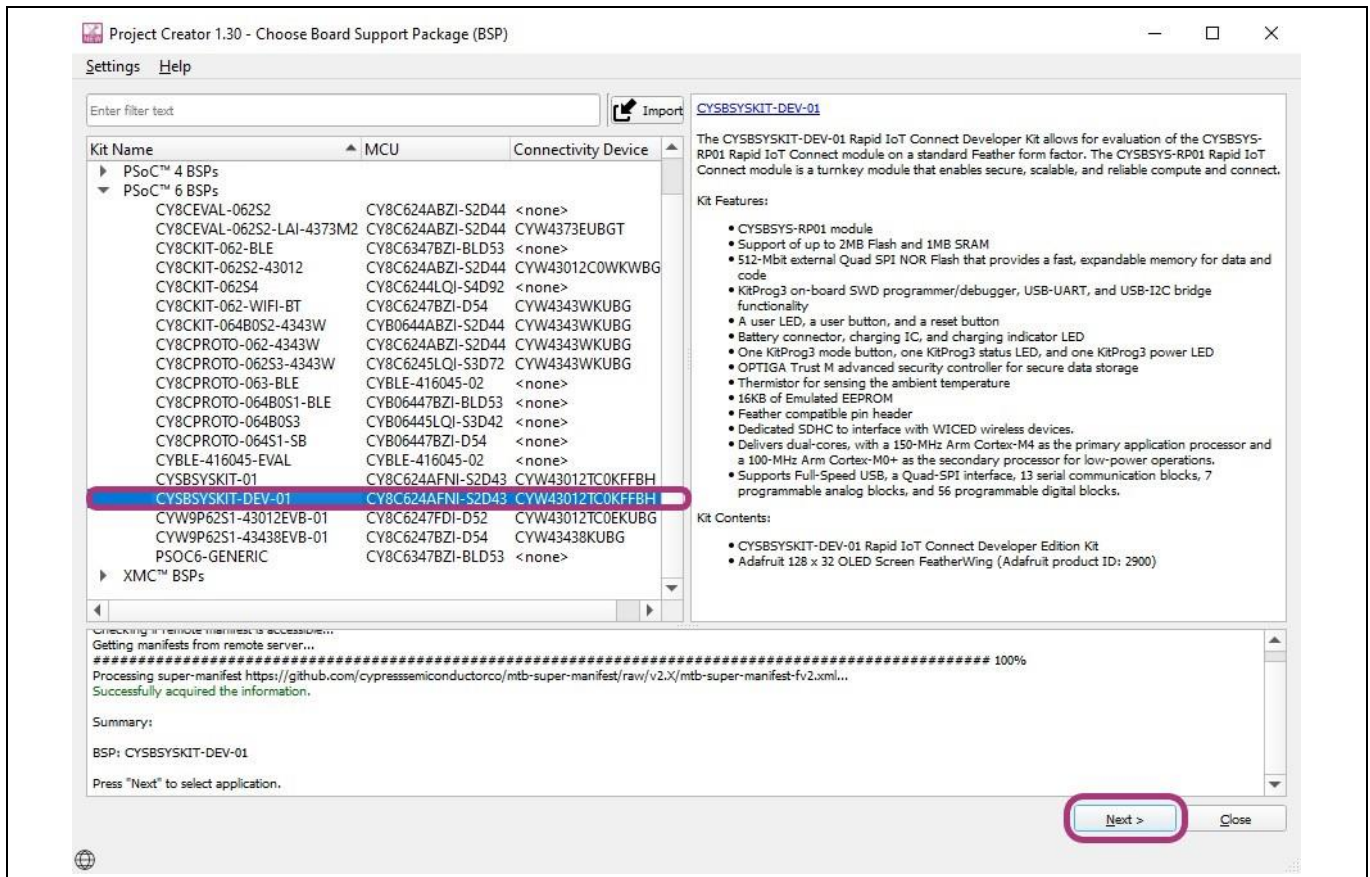 Project Creator 1.30 - Choose Board Support Package (BSP)
Settings Help
Enter filter text
Import
Kit Name MCU Connectivity Device
PSoC™ 4 BSPs
PSoC™ 6 BSPs
CY8CEVAL-062S2 CY8C624ABZI-S2D44 <none>
CY8CEVAL-062S2-LAI-4373M2 CY8C624ABZI-S2D44 CYW4373EUBGT
CY8CKIT-062-BLE CY8C6347BZI-BLD53 <none>
CY8CKIT-062S2-43012 CY8C624ABZI-S2D44 CYW43012C0WKWBG
CY8CKIT-062S4 CY8C6244LQI-S4D92 <none>
CY8CKIT-062-WIFI-BT CY8C6247BZI-D54 CYW4343WKUBG
CY8CKIT-064B0S2-4343W CYB0644ABZI-S2D44 CYW4343WKUBG
CY8CPROTO-062-4343W CY8C624ABZI-S2D44 CYW4343WKUBG
CY8CPROTO-062S3-4343W CY8C6245LQI-S3D72 CYW4343WKUBG
CY8CPROTO-063-BLE CYBLE-416045-02 <none>
CY8CPROTO-064B0S1-BLE CYB06447BZI-BLD53 <none>
CY8CPROTO-064B0S3 CYB06445LQI-S3D42 <none>
CY8CPROTO-064S1-SB CYB06447BZI-D54 <none>
CYBLE-416045-EVAL CYBLE-416045-02 <none>
CYSBSYSKIT-01 CY8C624AFNI-S2D43 CYW43012TC0KFFBH
CYSBSYSKIT-DEV-01 CY8C624AFNI-S2D43 CYW43012TC0KFFBH
CYW9P62S1-43012EVB-01 CY8C6247FDI-D52 CYW43012TC0EKUBG
CYW9P62S1-43438EVB-01 CY8C6247BZI-D54 CYW43438KUBG
PSOC6-GENERIC CY8C6347BZI-BLD53 <none>
XMC™ BSPs
CYSBSYSKIT-DEV-01
The CYSBSYSKIT-DEV-01 Rapid IoT Connect Developer Kit allows for evaluation of the CYSBSYS-
RP01 Rapid IoT Connect module on a standard Feather form factor. The CYSBSYS-RP01 Rapid IoT
Connect module is a turnkey module that enables secure, scalable, and reliable compute and connect.
Kit Features:
• CYSBSYS-RP01 module
• Support of up to 2MB Flash and 1MB SRAM
• 512-Mbit external Quad SPI NOR Flash that provides a fast, expandable memory for data and
code
• KitProg3 on-board SWD programmer/debugger, USB-UART, and USB-I2C bridge
functionality
• A user LED, a user button, and a reset button
• Battery connector, charging IC, and charging indicator LED
• One KitProg3 mode button, one KitProg3 status LED, and one KitProg3 power LED
• OPTIGA Trust M advanced security controller for secure data storage
• Thermistor for sensing the ambient temperature
• 16KB of Emulated EEPROM
• Feather compatible pin header
• Dedicated SDHC to interface with WICED wireless devices.
• Delivers dual-cores, with a 150-MHz Arm Cortex-M4 as the primary application processor and
a 100-MHz Arm Cortex-M0+ as the secondary processor for low-power operations.
• Supports Full-Speed USB, a Quad-SPI interface, 13 serial communication blocks, 7
programmable analog blocks, and 56 programmable digital blocks.
Kit Contents:
• CYSBSYSKIT-DEV-01 Rapid IoT Connect Developer Edition Kit
• Adafruit 128 x 32 OLED Screen FeatherWing (Adafruit product ID: 2900)
Checking if remote manifest is accessible...
Getting manifests from remote server...
#################################################################################################### 100%
Processing super-manifest https://github.com/cypresssemiconductorco/mtb-super-manifest/raw/v2.X/mtb-super-manifest-fv2.xml...
Successfully acquired the information.
Summary:
BSP: CYSBSYSKIT-DEV-01
Press "Next" to select application.
Next > Close